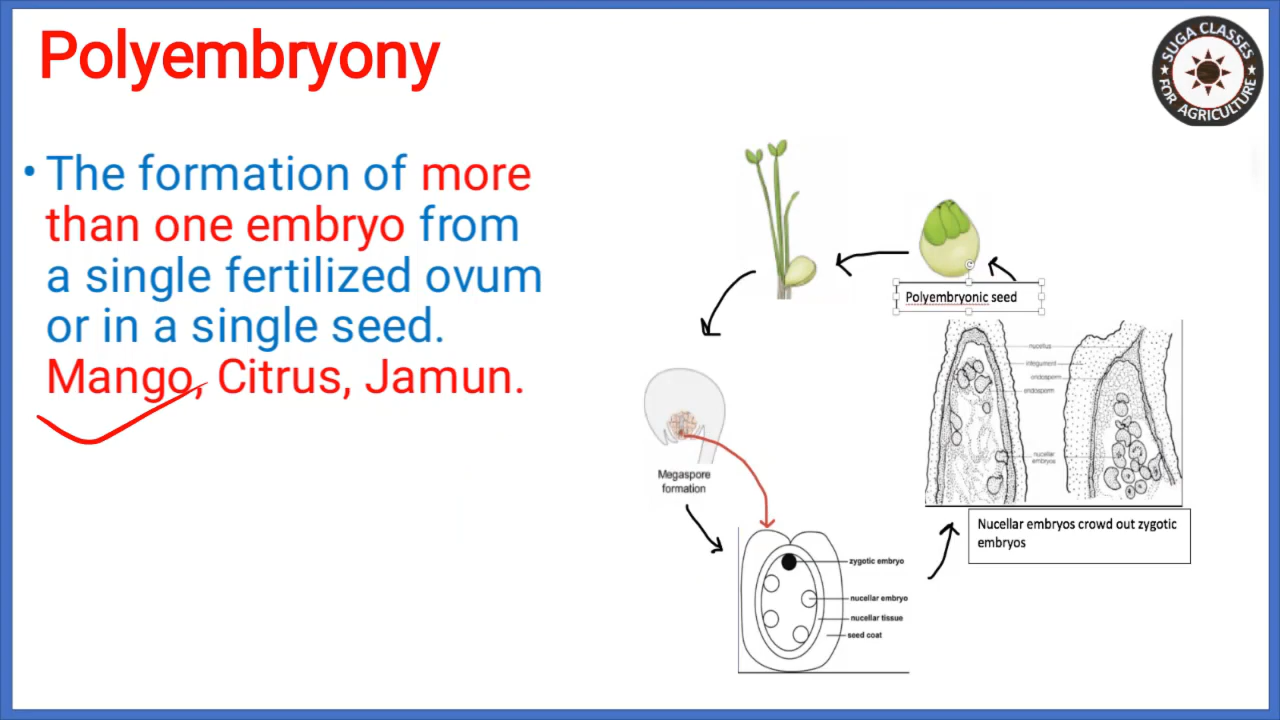 Polyembryony
SUGA CLASSES
FOR AGRICULTURE
• The formation of more
than one embryo from
a single fertilized ovum
or in a single seed.
Mango, Citrus, Jamun.
Polyembryonic seed
nucellus
integument
endosperm
endosperm
nucellar
embryos
Megaspore
formation
Nucellar embryos crowd out zygotic
embryos
zygotic embryo
nucellar embryo
nucellar tissue
seed coat